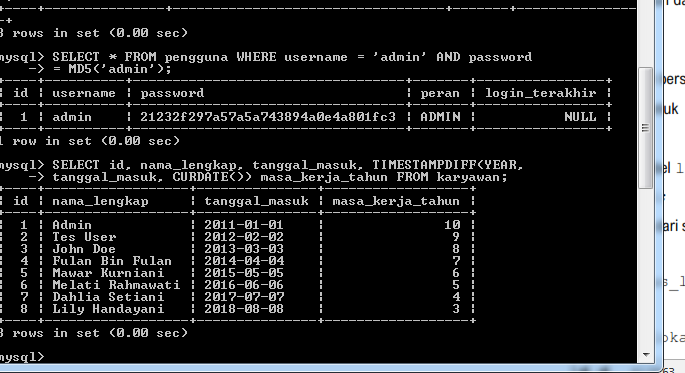 -+
8 rows in set (0.00 sec)
mysql> SELECT * FROM pengguna WHERE username = 'admin' AND password
-> = MD5('admin');
id | username | password | peran | login_terakhir |
1 | admin | 21232f297a57a5a743894a0e4a801fc3 | ADMIN | NULL |
1 row in set (0.00 sec)
mysql> SELECT id, nama_lengkap, tanggal_masuk, TIMESTAMPDIFF(YEAR,
-> tanggal_masuk, CURDATE()) masa_kerja_tahun FROM karyawan;
id | nama_lengkap | tanggal_masuk | masa_kerja_tahun |
1 | Admin | 2011-01-01 | 10 |
2 | Tes User | 2012-02-02 | 9 |
3 | John Doe | 2013-03-03 | 8 |
4 | Fulan Bin Fulan | 2014-04-04 | 7 |
5 | Mawar Kurniani | 2015-05-05 | 6 |
6 | Melati Rahmawati | 2016-06-06 | 5 |
7 | Dahlia Setiani | 2017-07-07 | 4 |
8 | Lily Handayani | 2018-08-08 | 3 |
8 rows in set (0.00 sec)
mysql>